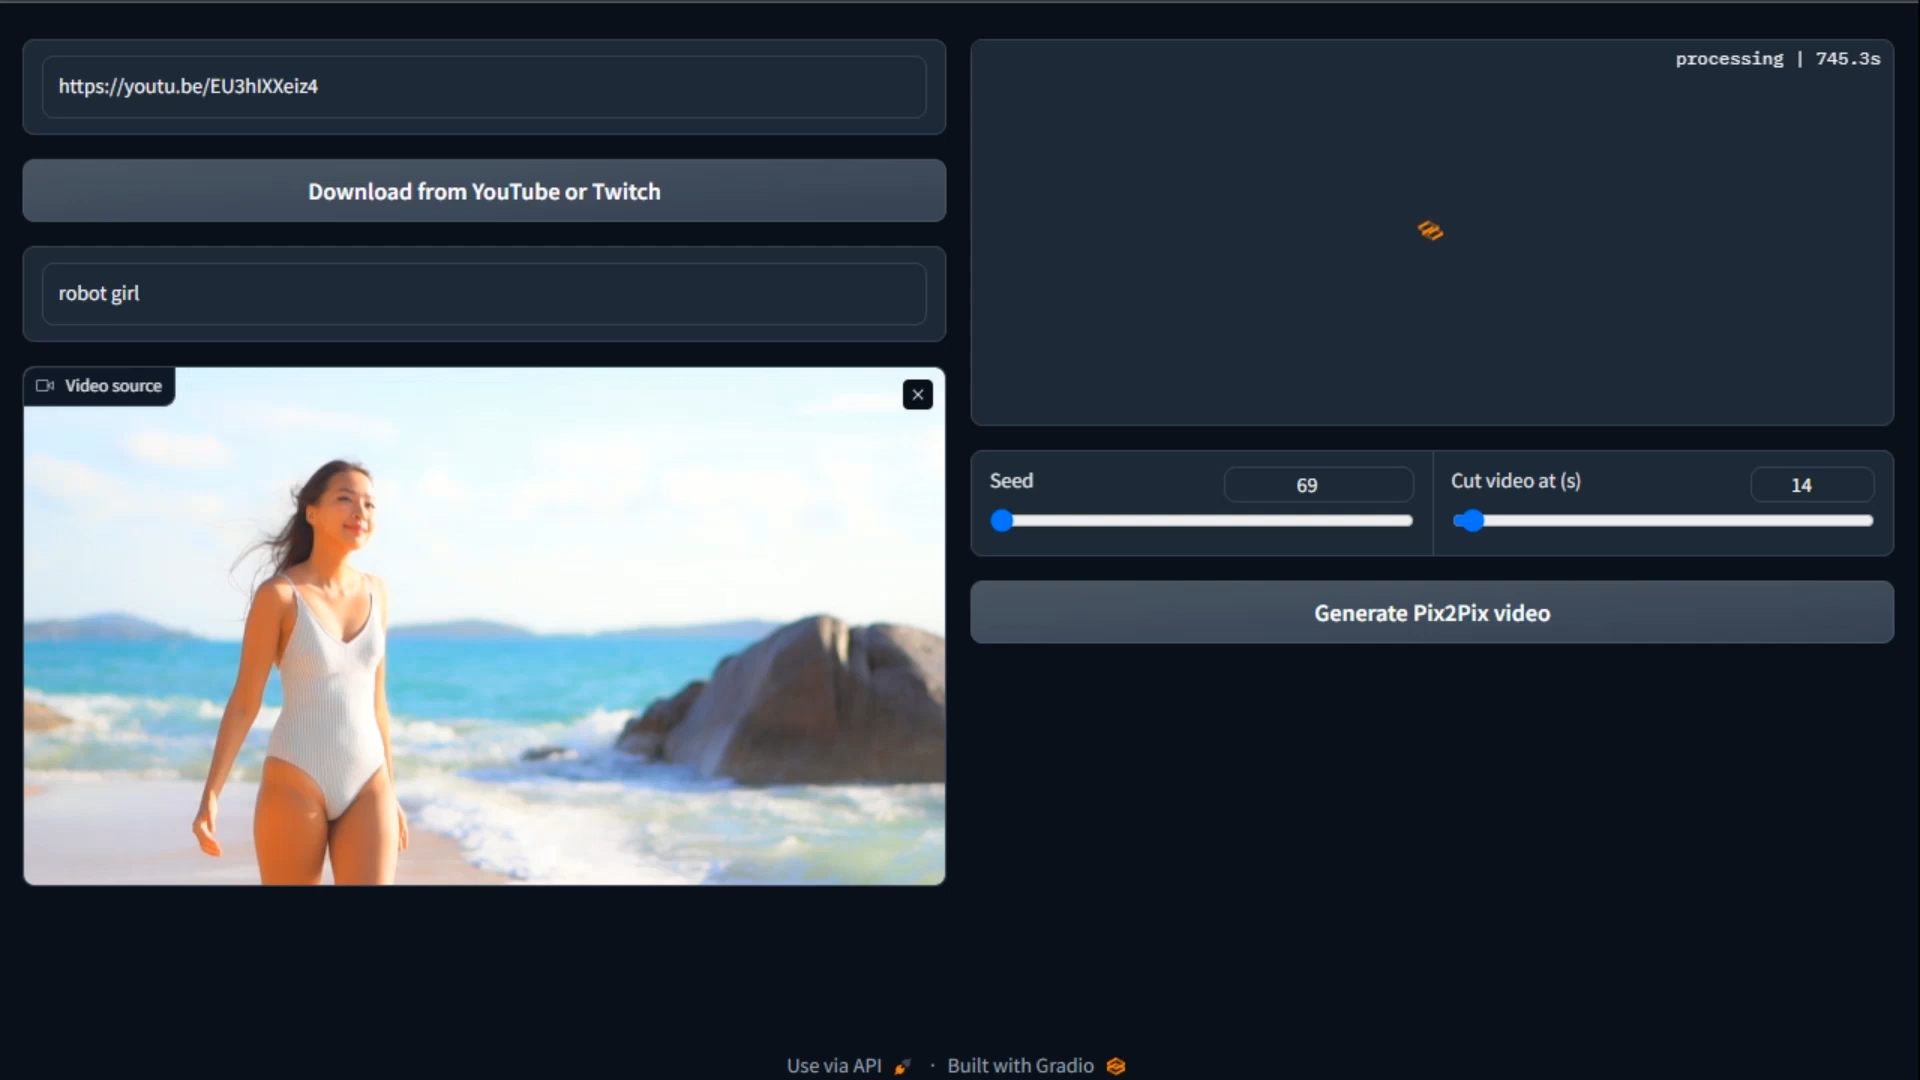 https://youtu.be/EU3hIXXeiz4
Download from YouTube or Twitch
robot girl
Video source
processing | 745.3s
Seed
69
Cut video at (s)
14
Generate Pix2Pix video
Use via API · Built with Gradio